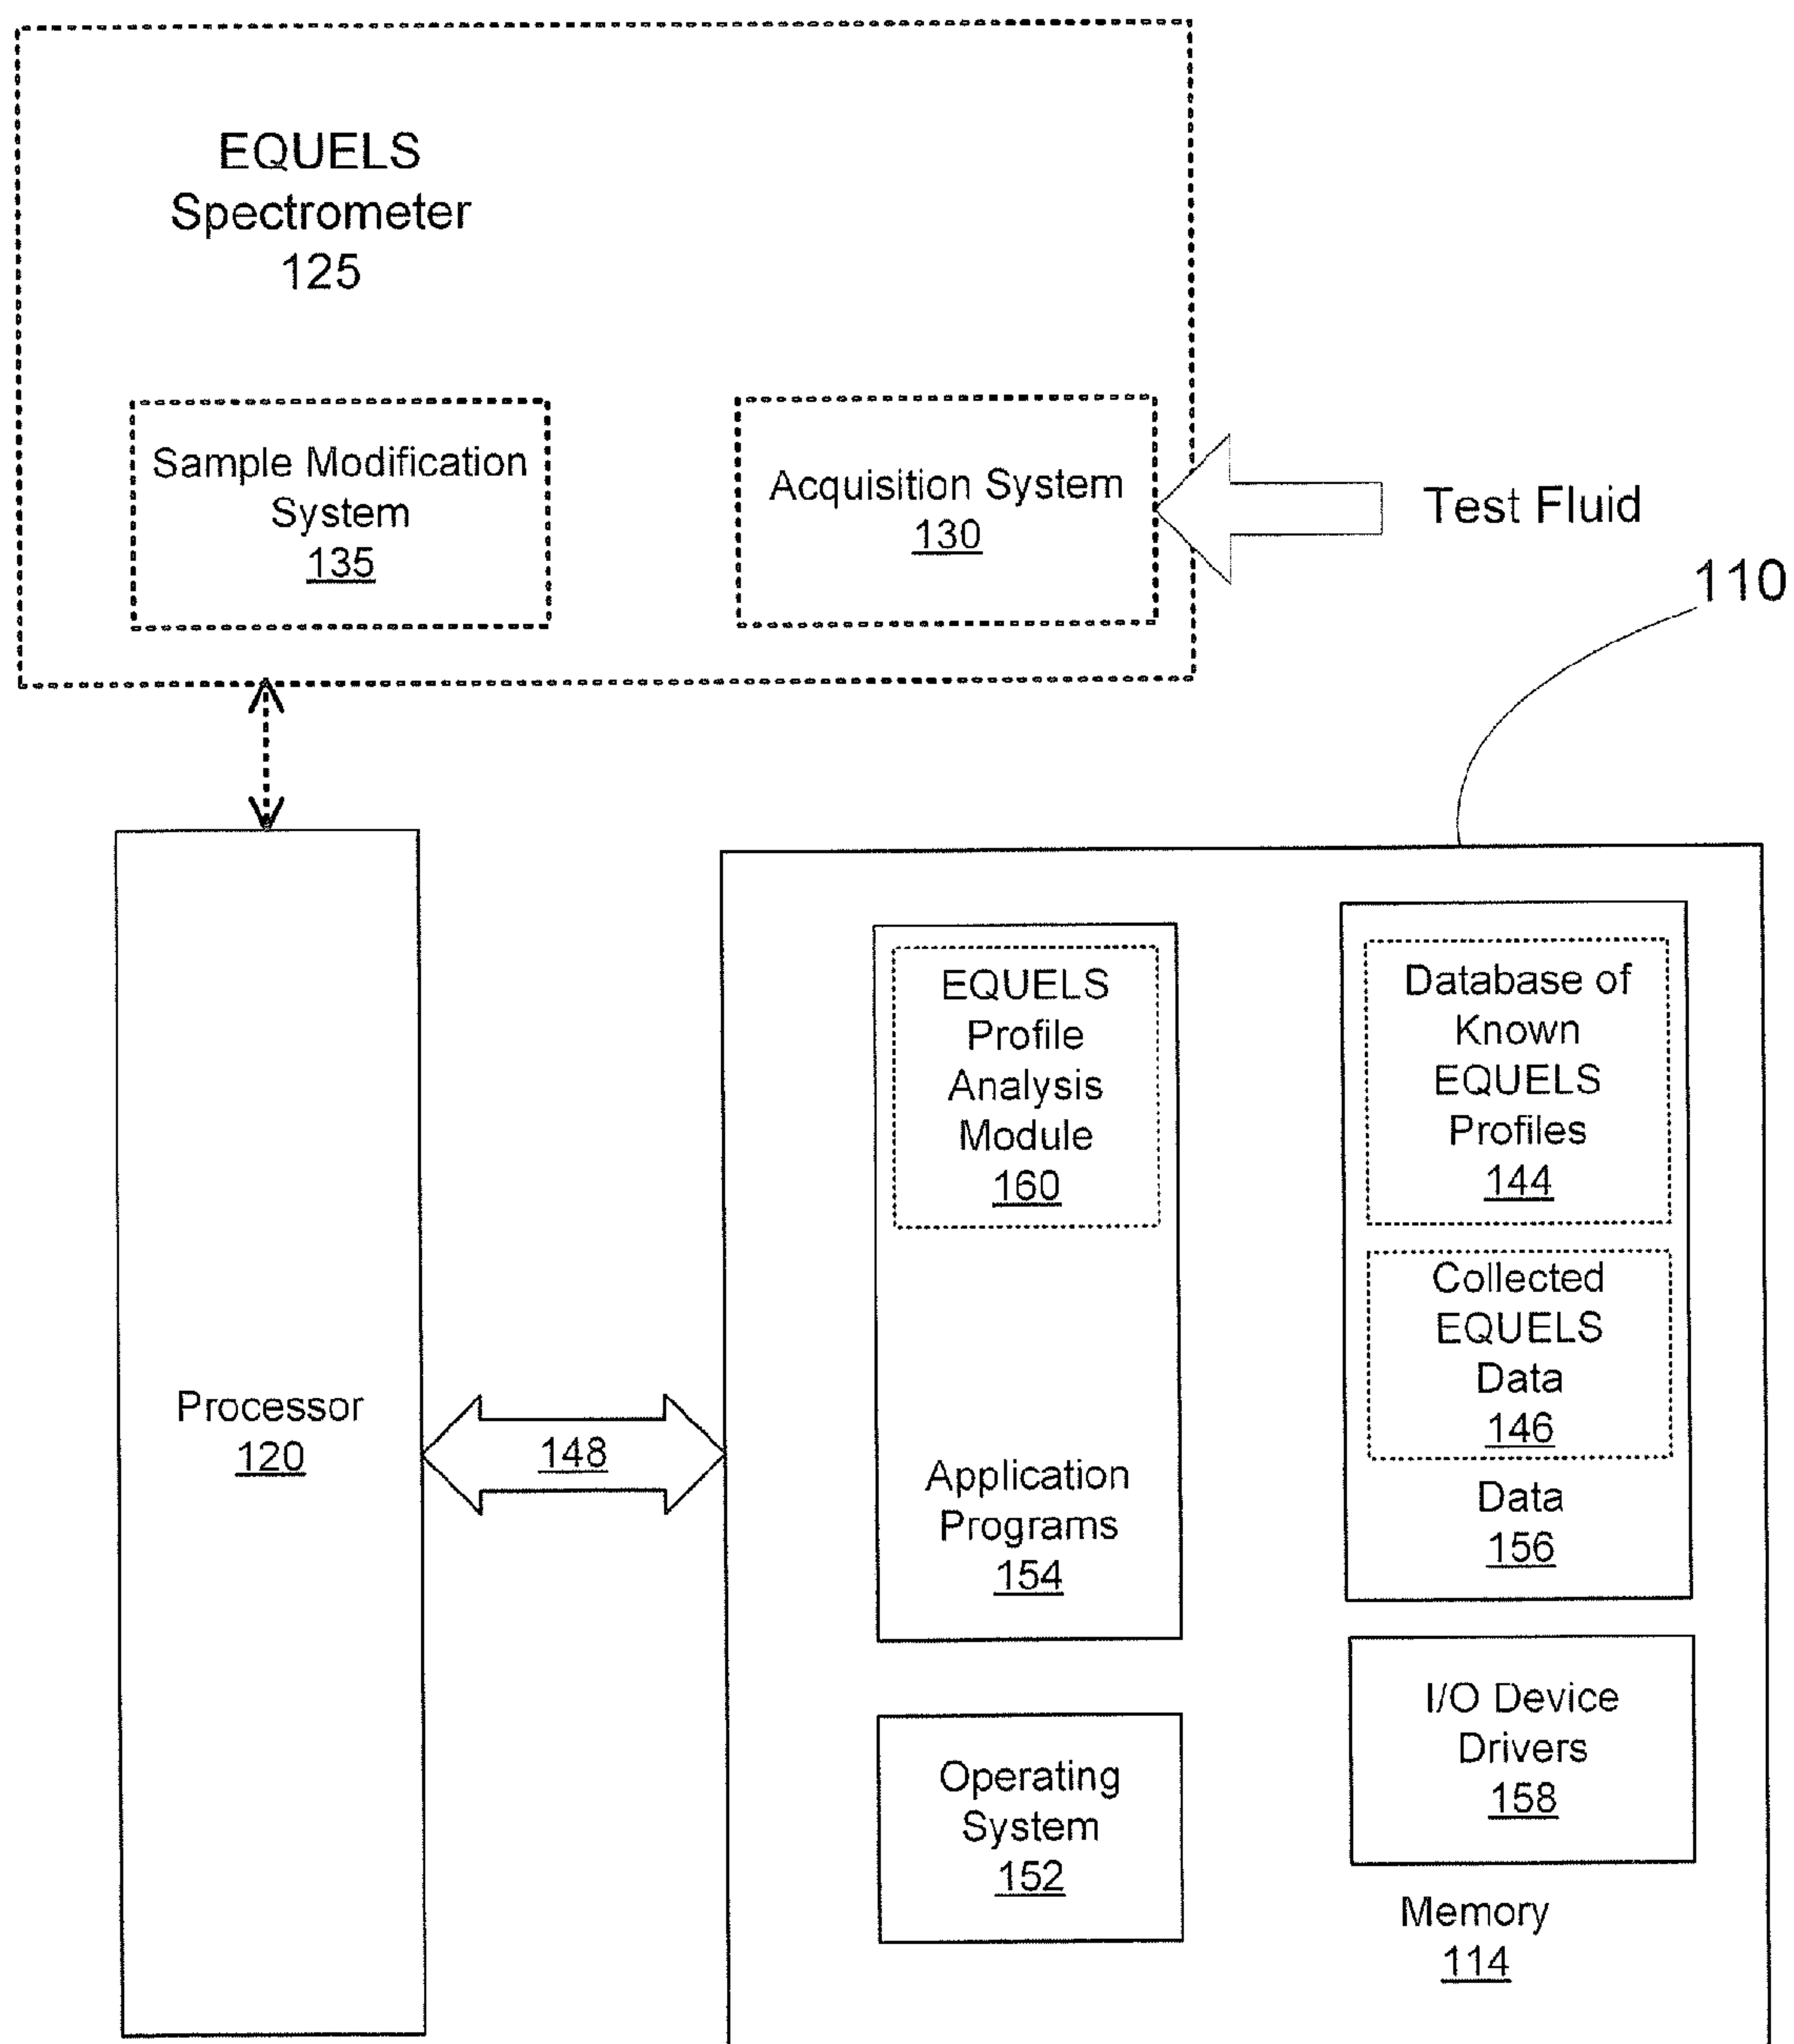 EQUELS
Spectrometer
125
Sample Modification
System
135
Acquisition System
130
Test Fluid
110
Processor
120
148
EQUELS
Profile
Analysis
Module
160
Application
Programs
154
Database of
Known
EQUELS
Profiles
144
Collected
EQUELS
Data
146
Data
156
Operating
System
152
I/O Device
Drivers
158
Memory
114